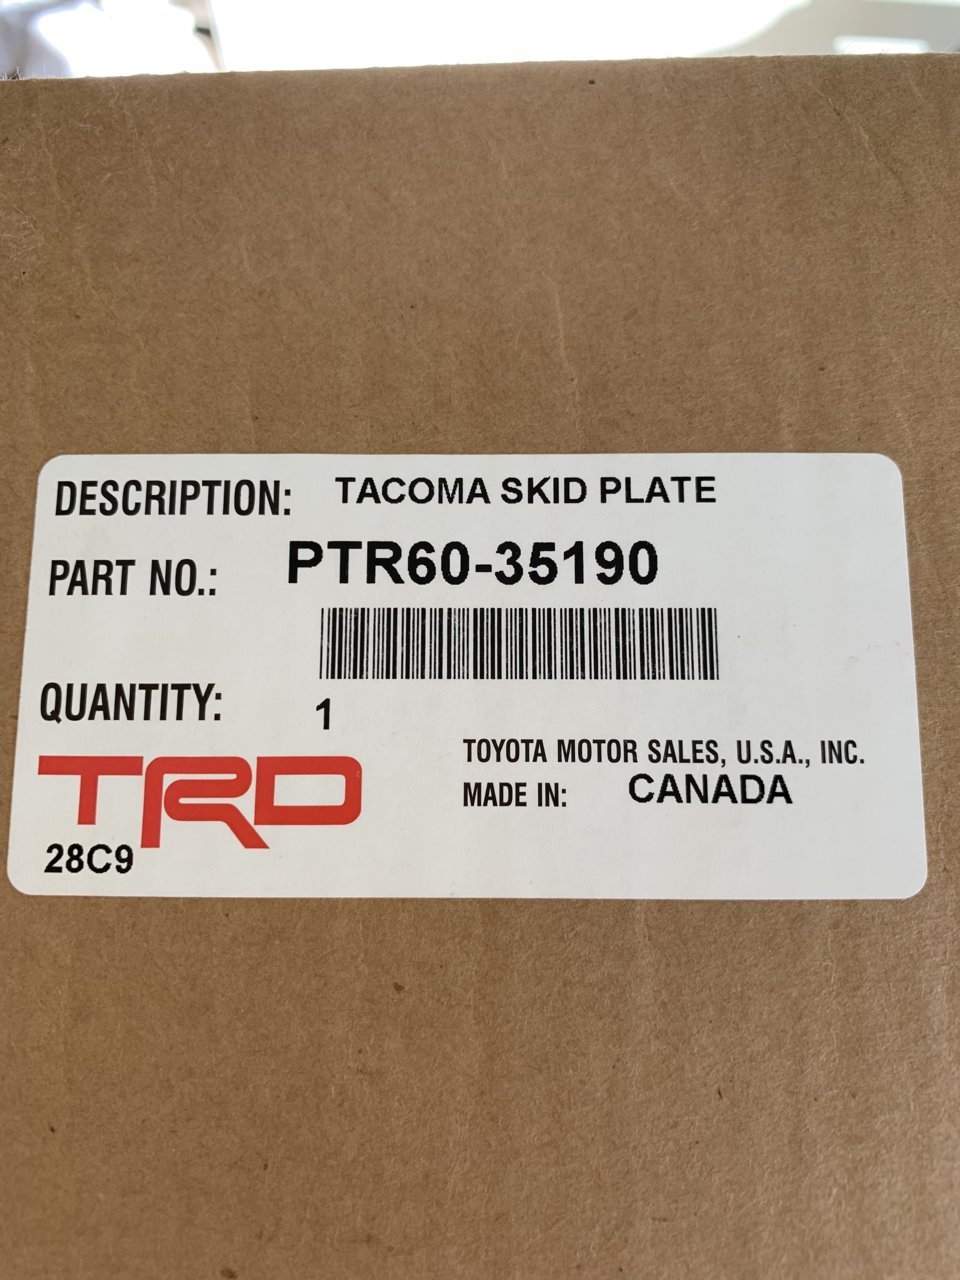 DESCRIPTION: TACOMA SKID PLATE
PART NO.: PTR60-35190
QUANTITY: 1
TRD
28C9
TOYOTA MOTOR SALES, U.S.A., INC.
MADE IN: CANADA